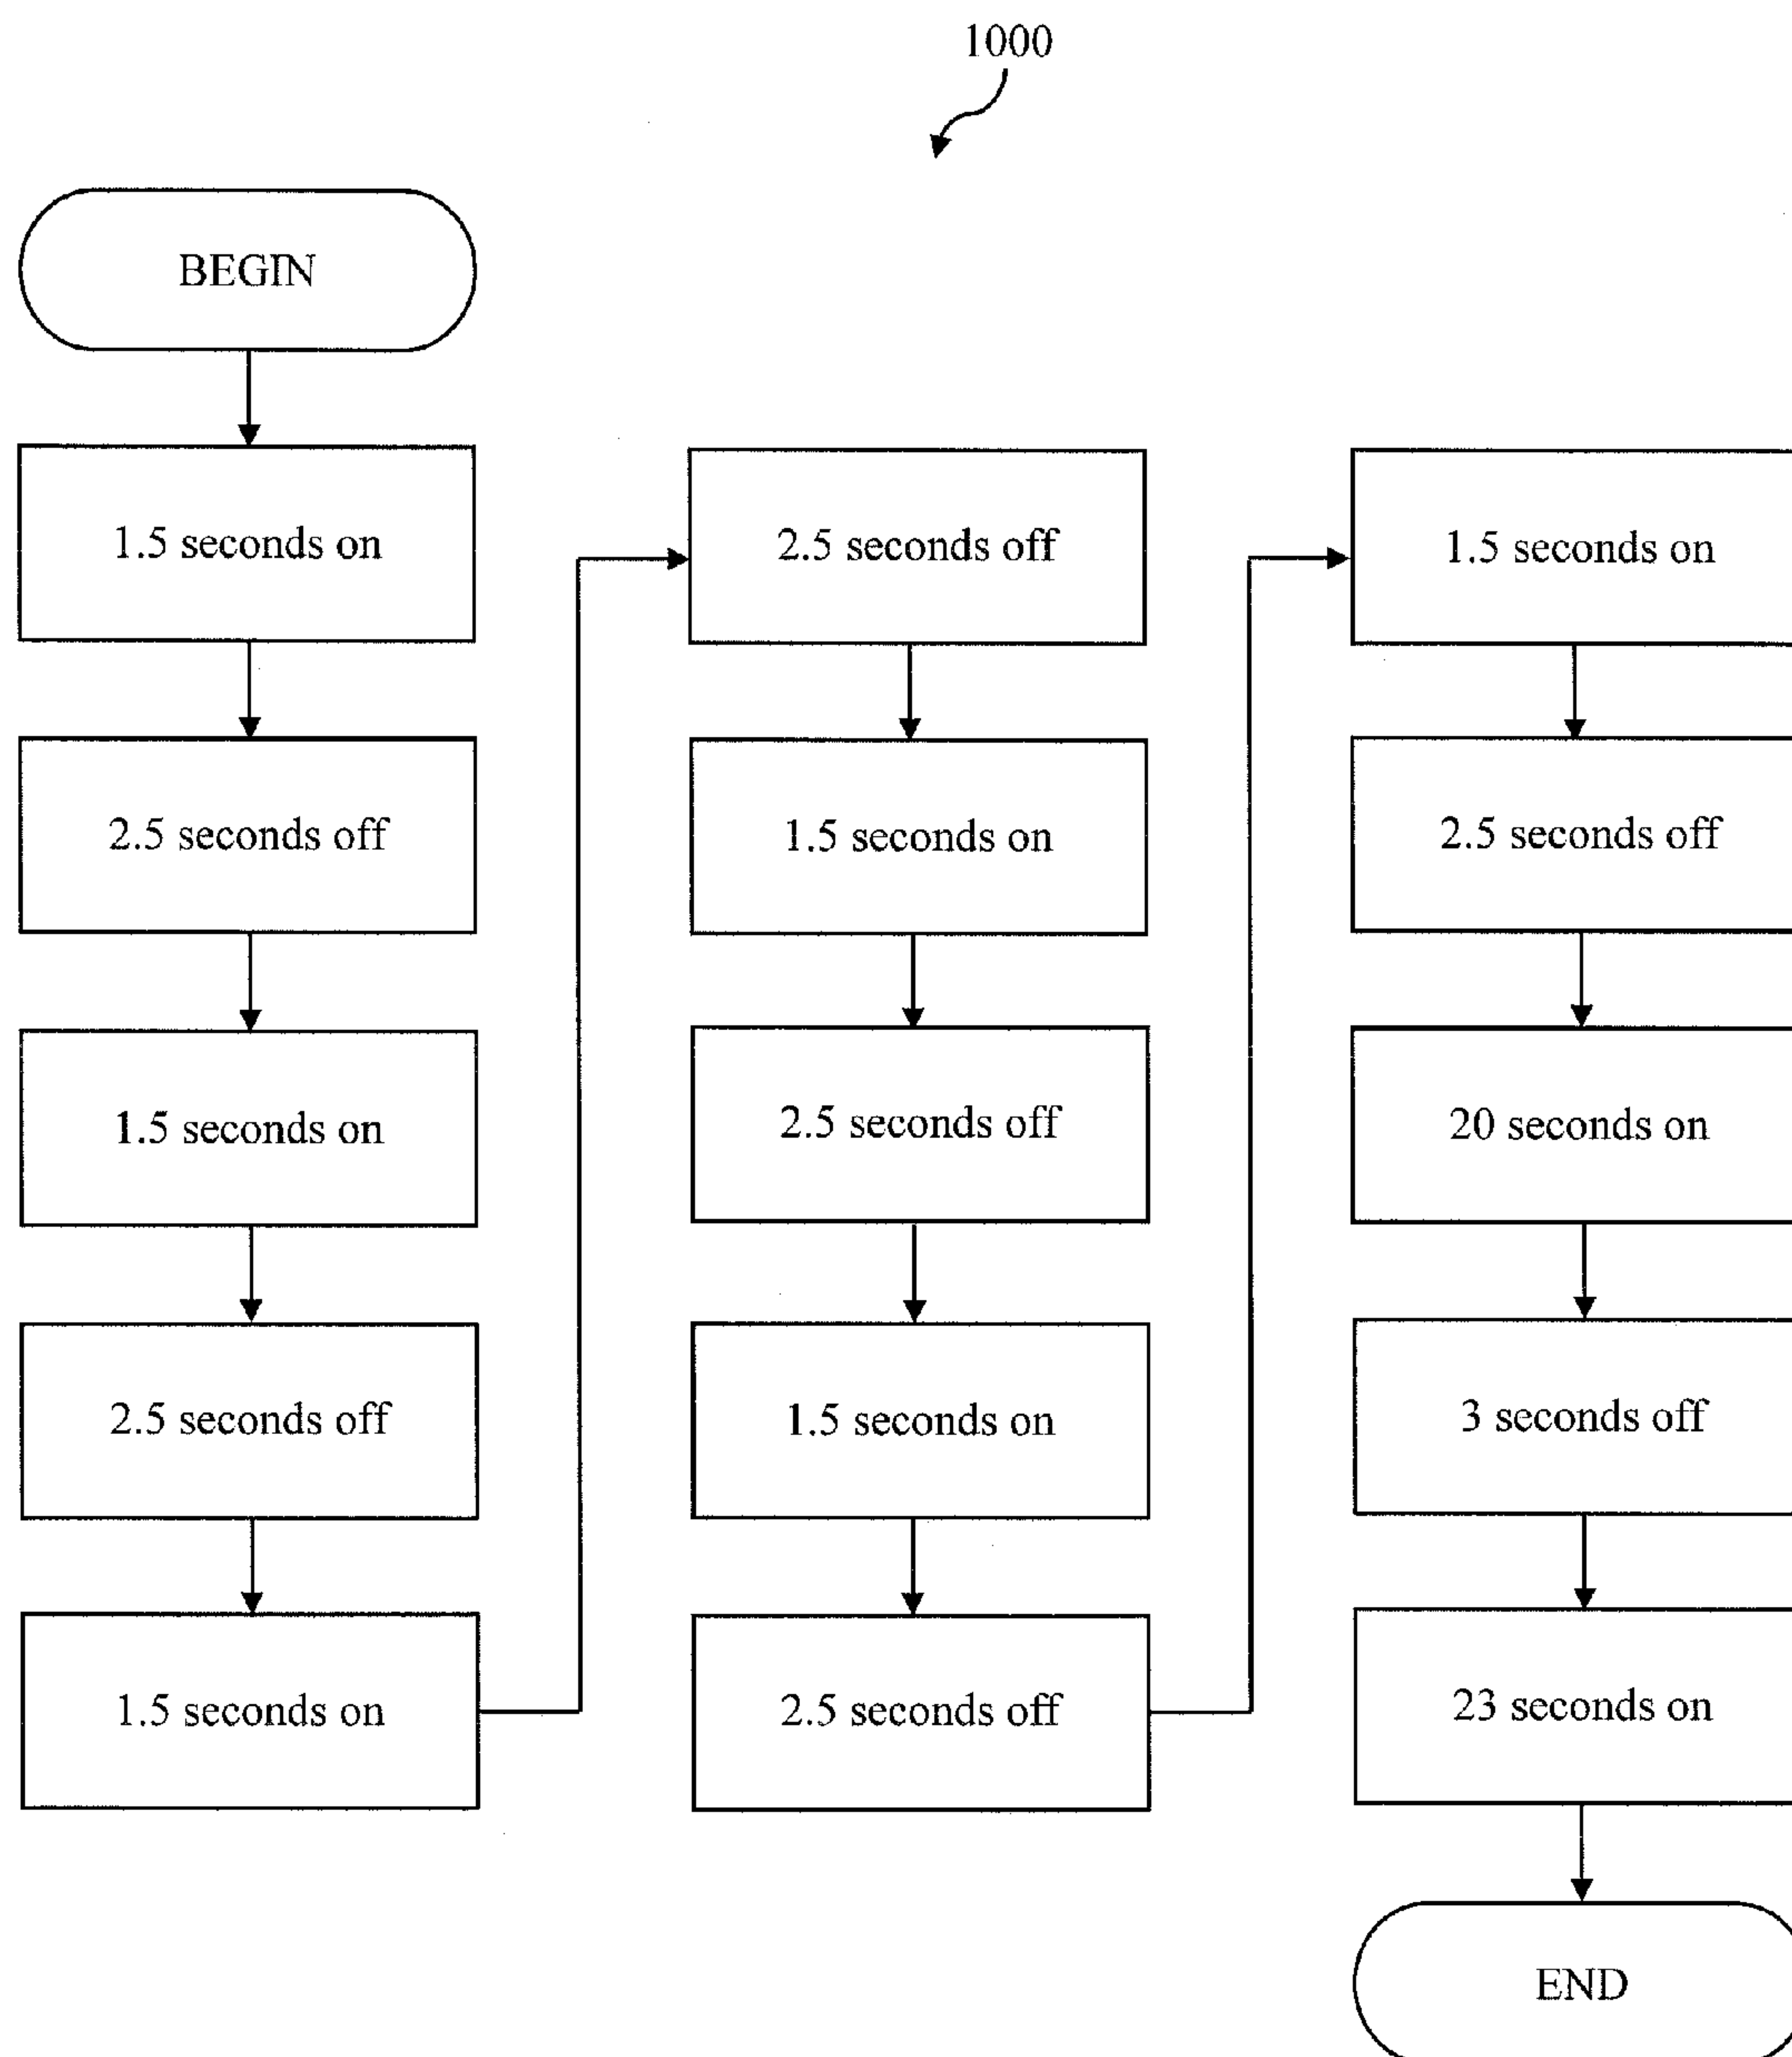 1000
BEGIN
1.5 seconds on
2.5 seconds off
1.5 seconds on
2.5 seconds off
1.5 seconds on
2.5 seconds off
1.5 seconds on
2.5 seconds off
1.5 seconds on
2.5 seconds off
1.5 seconds on
2.5 seconds off
20 seconds on
3 seconds off
23 seconds on
END